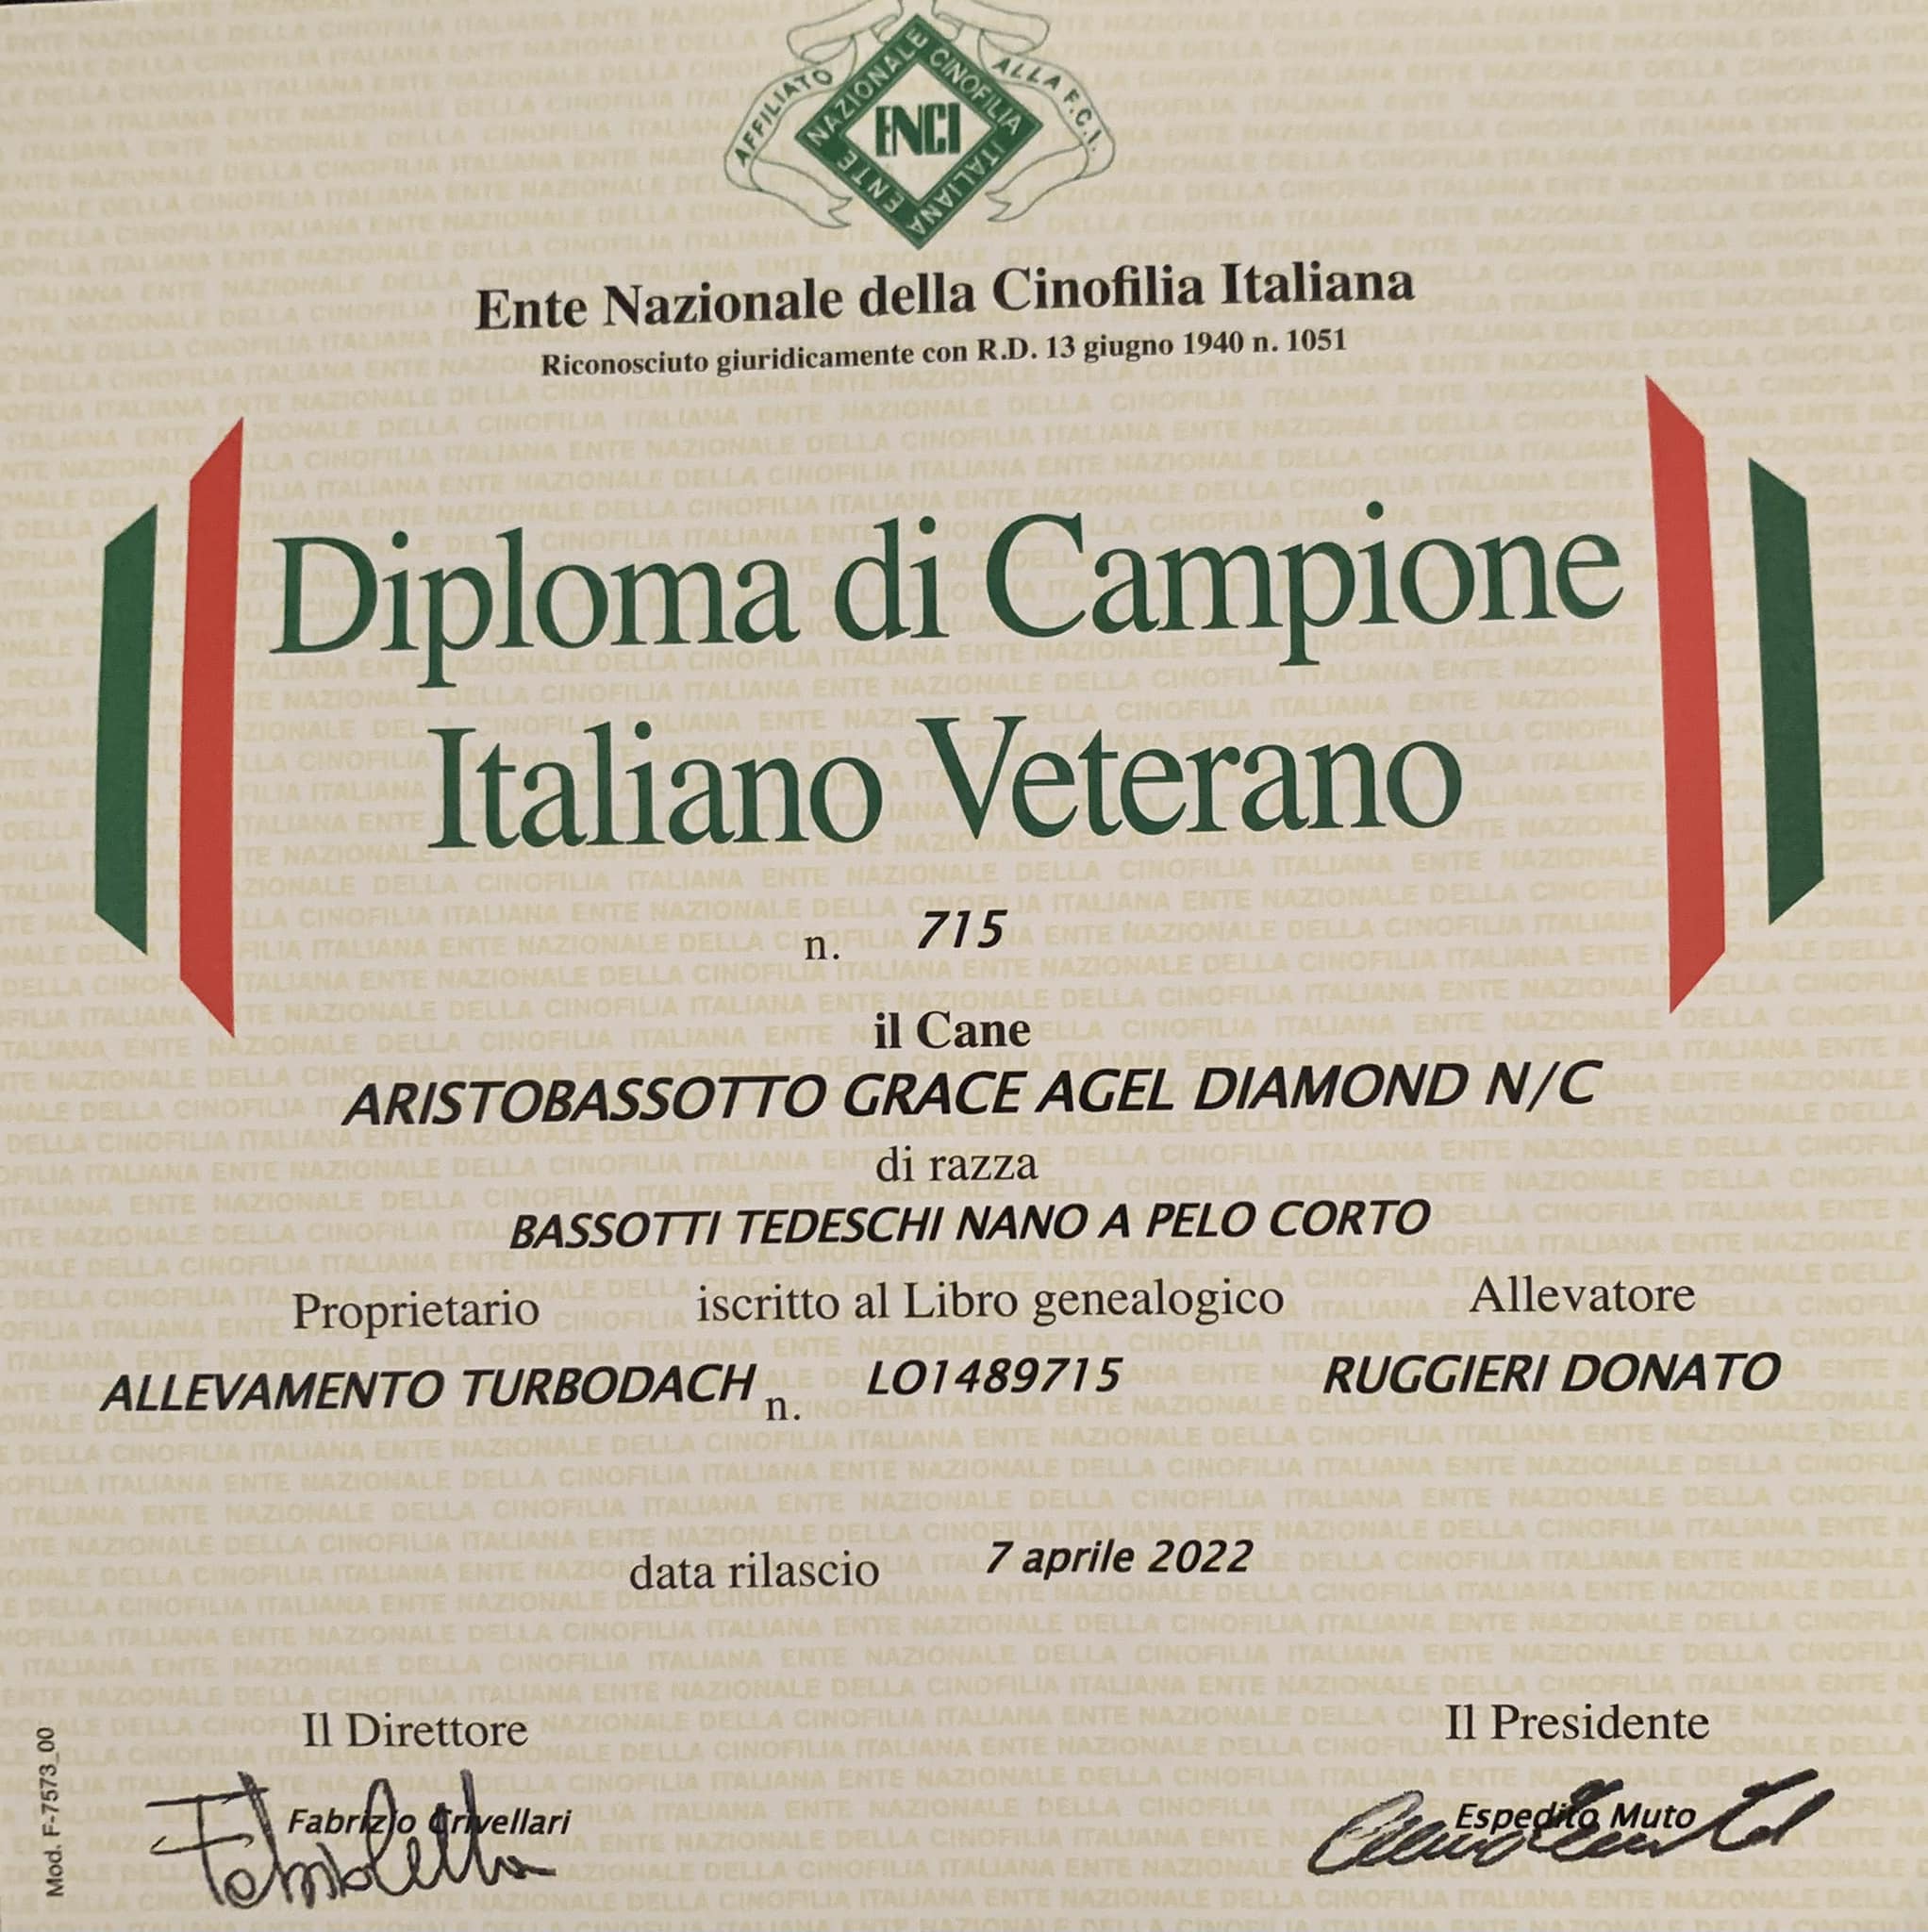 AFFILIATO ALLA F.C.I.
ENTE NAZIONALE CINOFILIA ITALIANA
ENCI
Ente Nazionale della Cinofilia Italiana
Riconosciuto giuridicamente con R.D. 13 giugno 1940 n. 1051
Diploma di Campione
Italiano Veterano
n. 715
il Cane
ARISTOBASSOTTO GRACE AGEL DIAMOND N/C
di razza
BASSOTTI TEDESCHI NANO A PELO CORTO
Proprietario iscritto al Libro genealogico Allevatore
ALLEVAMENTO TURBODACH n. LO1489715 RUGGIERI DONATO
data rilascio 7 aprile 2022
Il Direttore Il Presidente
Fabrizio Crivellari Espedito Muto
Mod. F-7573_00